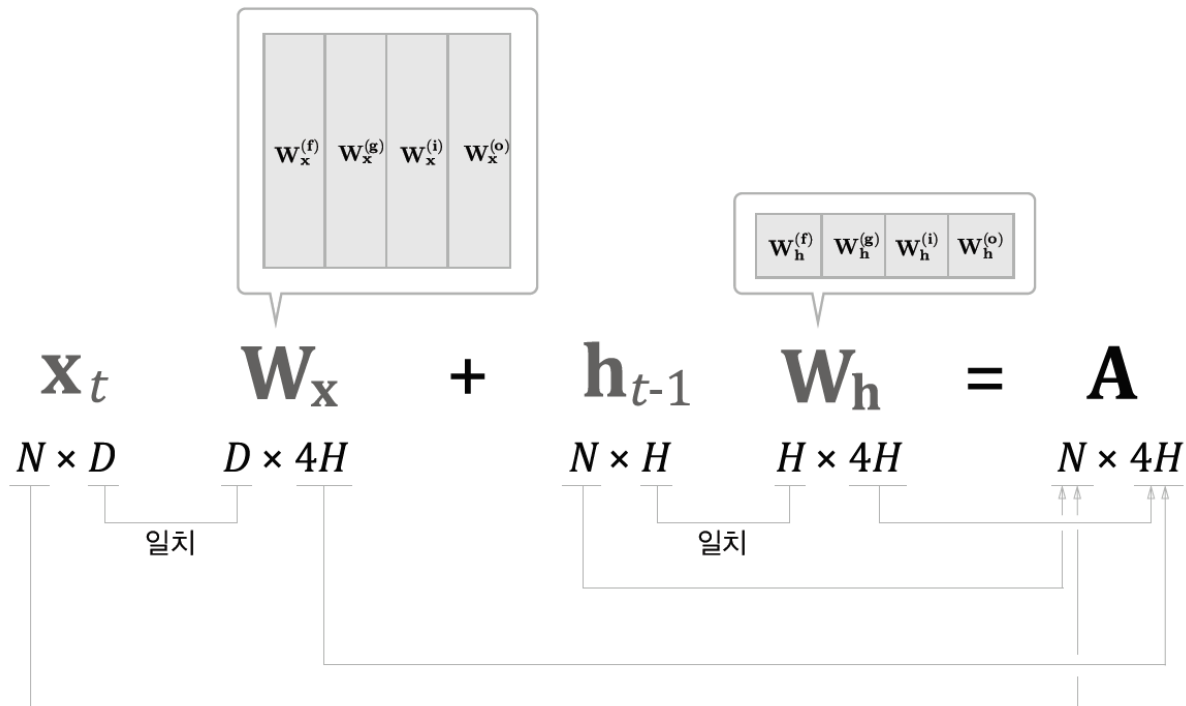 W_x^(f) W_x^(g) W_x^(i) W_x^(o)
W_h^(f) W_h^(g) W_h^(i) W_h^(o)
x_t W_x + h_{t-1} W_h = A
N × D D × 4H N × H H × 4H N × 4H
일치 일치